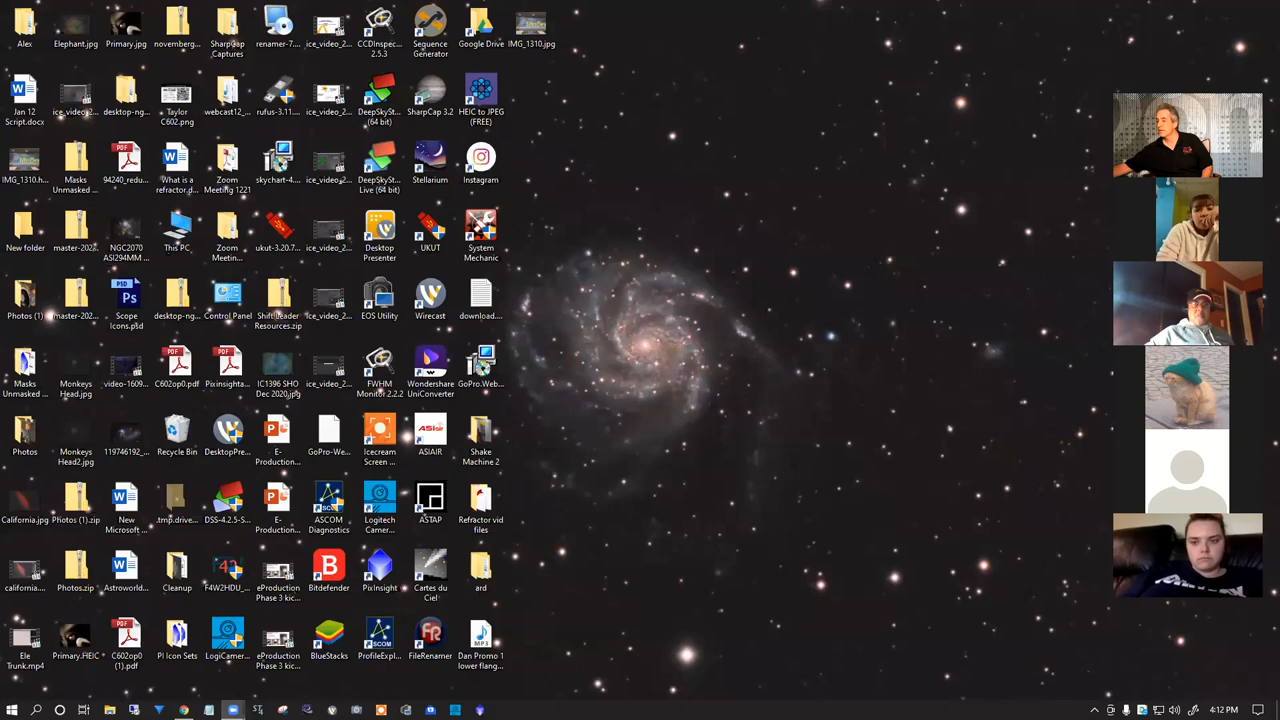 Alex
Elephant.jpg
Primary.jpg
novemberg...
SharpCap
Captures
renamer-7....
ice_video_2...
CCDInspec...
2.5.3
Sequence
Generator
Google Drive
IMG_1310.jpg
Jan 12
Script.docx
ice_video_2...
desktop-ng...
Taylor
C602.png
webcast12_...
rufus-3.11....
ice_video_2...
DeepSkySt...
(64 bit)
SharpCap 3.2
HEIC to JPEG
(FREE)
IMG_1310.h...
Masks
Unmasked ...
94240_redu...
What is a
refractor.d...
Zoom
Meeting 1221
skychart-4....
ice_video_2...
DeepSkySt...
Live (64 bit)
Stellarium
Instagram
New folder
master-202...
NGC2070
ASI294MM ...
This PC
Zoom
Meetin...
ukut-3.20.7...
ice_video_2...
Desktop
Presenter
UKUT
System
Mechanic
Photos (1)
master-202...
Scope
Icons.psd
desktop-ng...
Control Panel
Shift Leader
Resources.zip
ice_video_2...
EOS Utility
Wirecast
download....
Masks
Unmasked ...
Monkeys
Head.jpg
video-1609...
C602op0.pdf
Pixinsighta...
IC1396 SHO
Dec 2020.jpg
ice_video_2...
FWHM
Monitor 2.2.2
Wondershare
UniConverter
GoPro.Web...
Photos
Monkeys
Head2.jpg
119746192_...
Recycle Bin
DesktopPre...
E-
Production...
GoPro-We...
Icecream
Screen ...
ASIAIR
Shake
Machine 2
California.jpg
Photos (1).zip
New
Microsoft ...
.tmp.drive...
DSS-4.2.5-S...
E-
Production...
ASCOM
Diagnostics
Logitech
Camer...
ASTAP
Refractor vid
files
california....
Photos.zip
Astroworld...
Cleanup
F4W2HDU_...
eProduction
Phase 3 kic...
Bitdefender
PixInsight
Cartes du
Ciel
ard
Ele
Trunk.mp4
Primary.HEIC
C602op0
(1).pdf
PI Icon Sets
LogiCamer...
eProduction
Phase 3 kic...
BlueStacks
ProfileExpl...
FileRenamer
Dan Promo 1
lower flang...
4:12 PM